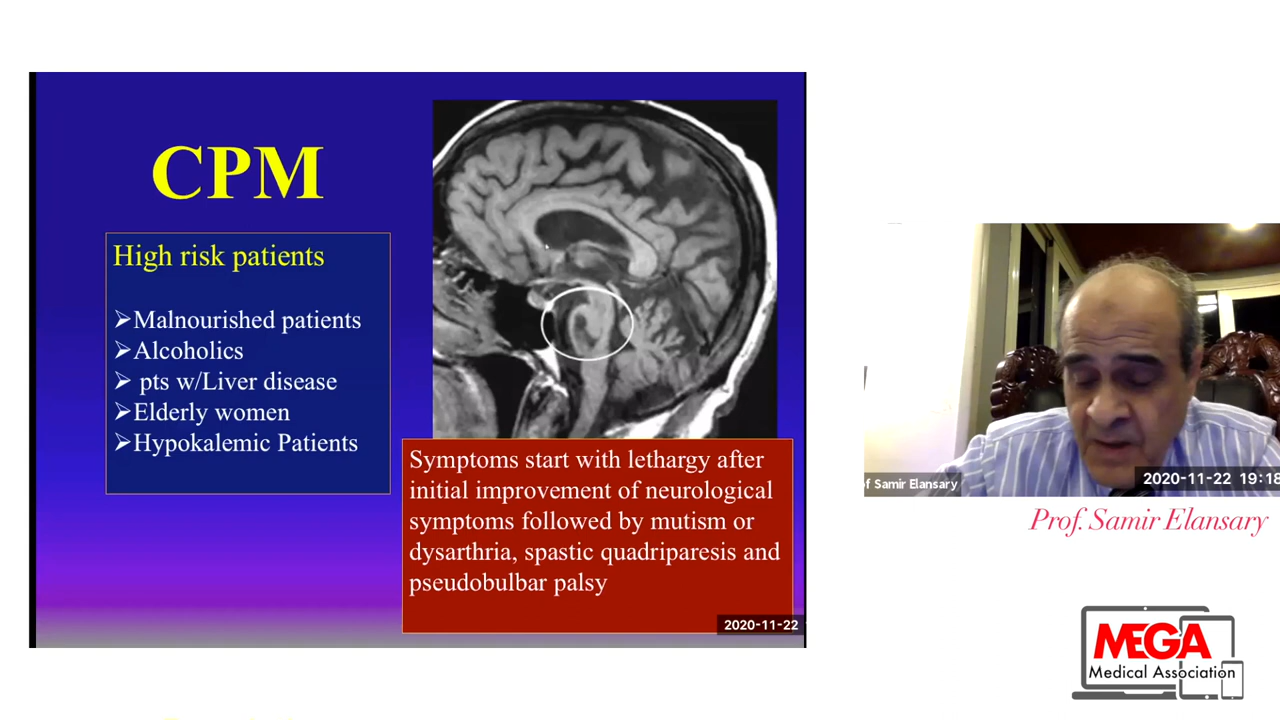 CPM
High risk patients
➢Malnourished patients
➢Alcoholics
➢ pts w/Liver disease
➢Elderly women
➢Hypokalemic Patients
Symptoms start with lethargy after
initial improvement of neurological
symptoms followed by mutism or
dysarthria, spastic quadriparesis and
pseudobulbar palsy
2020-11-22
f Samir Elansary
2020-11-22 19:18
Prof. Samir Elansary
MEGA
Medical Association